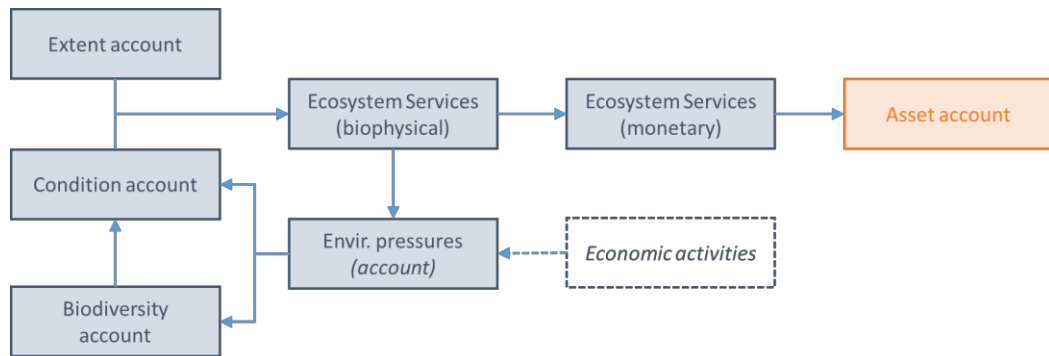 Extent account
Ecosystem Services
(biophysical)
Ecosystem Services
(monetary)
Asset account
Condition account
Envir. pressures
(account)
Economic activities
Biodiversity
account